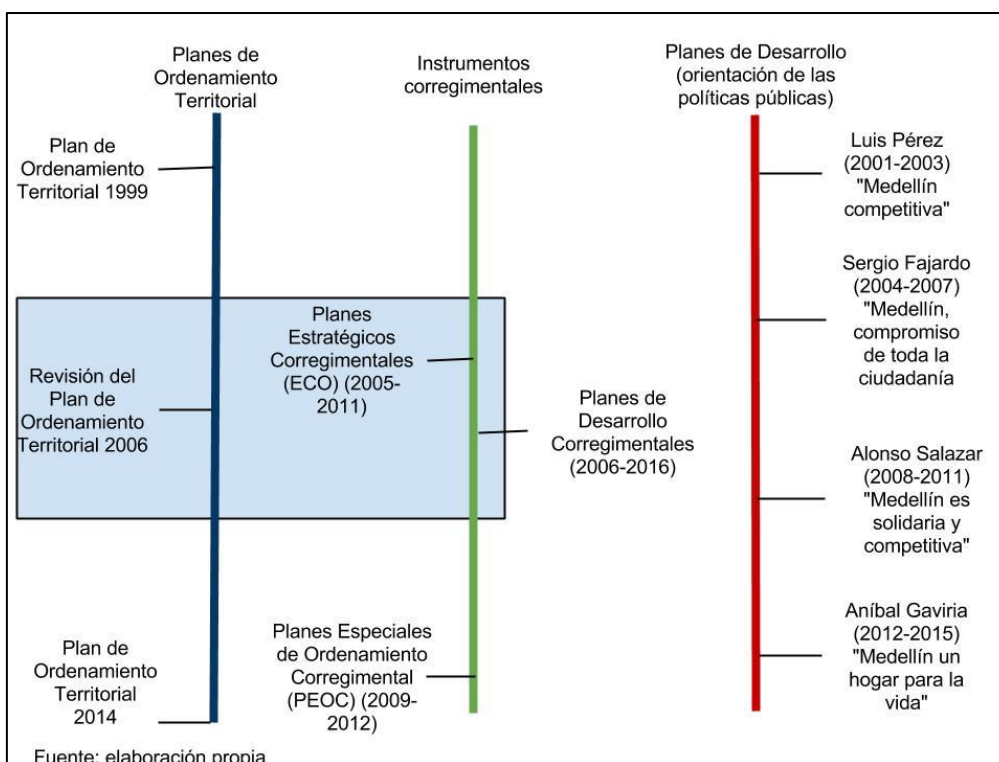 Planes de
Ordenamiento
Territorial
Instrumentos
corregimentales
Planes de Desarrollo
(orientación de las
políticas públicas)
Plan de
Ordenamiento
Territorial 1999
Revisión del
Plan de
Ordenamiento
Territorial 2006
Plan de
Ordenamiento
Territorial
2014
Planes
Estratégicos
Corregimentales
(ECO) (2005-
2011)
Planes de
Desarrollo
Corregimentales
(2006-2016)
Planes Especiales
de Ordenamiento
Corregimental
(PEOC) (2009-
2012)
Luis Pérez
(2001-2003)
"Medellín
competitiva"
Sergio Fajardo
(2004-2007)
"Medellín,
compromiso
de toda la
ciudadanía
Alonso Salazar
(2008-2011)
"Medellín es
solidaria y
competitiva"
Aníbal Gaviria
(2012-2015)
"Medellín un
hogar para la
vida"
Fuente: elaboración propia